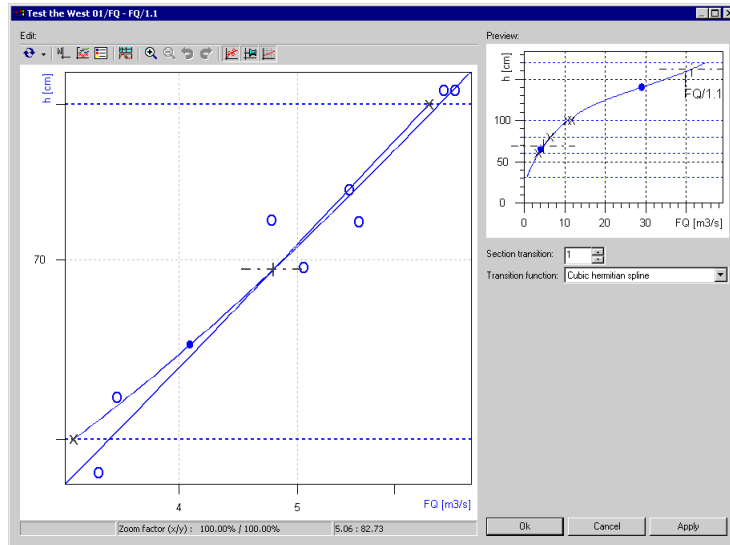 Test the West 01/FQ - FQ/1.1
Edit:
Preview:
h [cm]
70
4
5
FQ [m3/s]
h [cm]
100
50
0
0
10
20
30
FQ [m3/s]
FQ/1.1
Section transition:
1
Transition function:
Cubic hermitian spline
Zoom factor (x/y) : 100.00% / 100.00%
5.06 : 82.73
Ok
Cancel
Apply